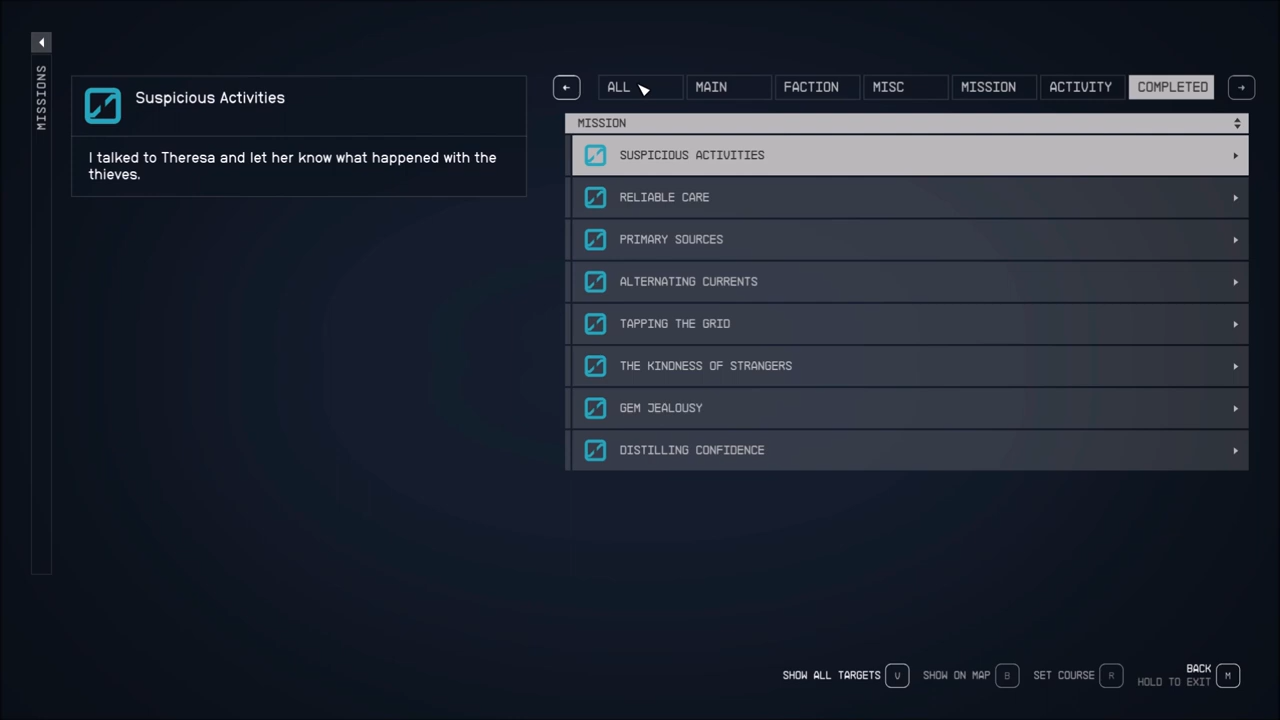 MISSIONS
Suspicious Activities
I talked to Theresa and let her know what happened with the
thieves.
ALL
MAIN
FACTION
MISC
MISSION
ACTIVITY
COMPLETED
MISSION
SUSPICIOUS ACTIVITIES
RELIABLE CARE
PRIMARY SOURCES
ALTERNATING CURRENTS
TAPPING THE GRID
THE KINDNESS OF STRANGERS
GEM JEALOUSY
DISTILLING CONFIDENCE
SHOW ALL TARGETS V
SHOW ON MAP B
SET COURSE R
BACK
HOLD TO EXIT
M